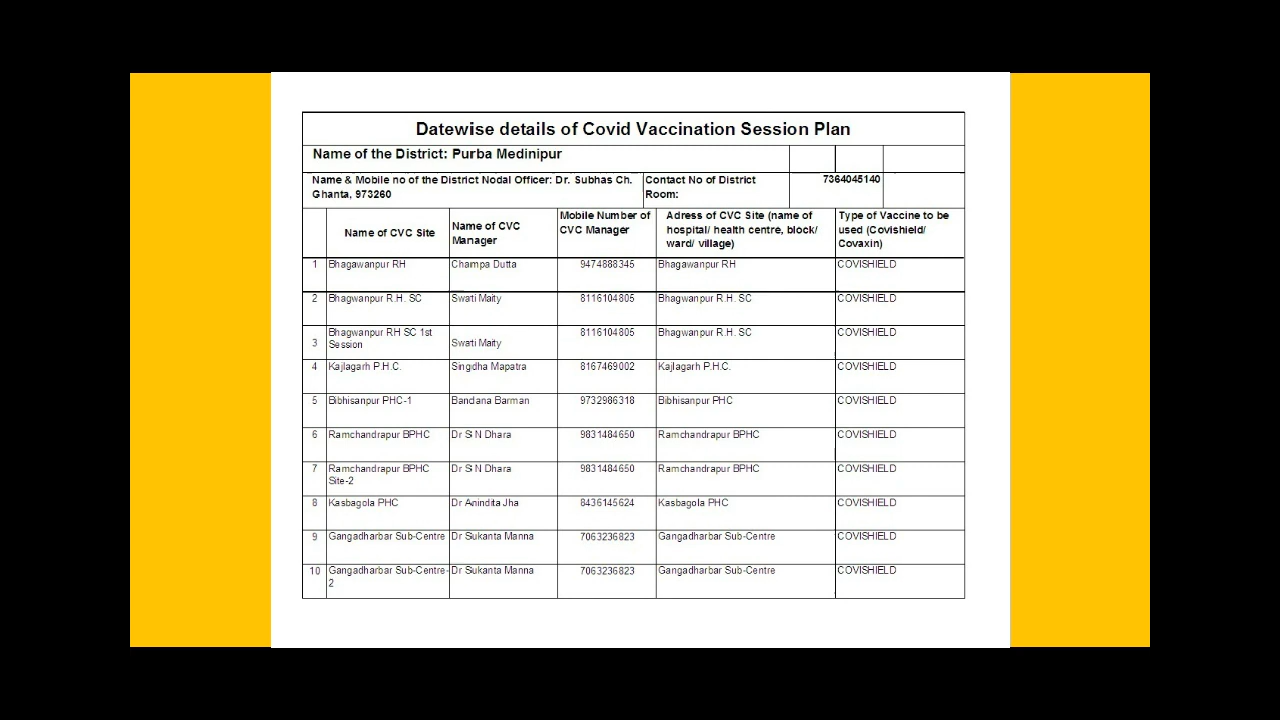 Datewise details of Covid Vaccination Session Plan
Name of the District: Purba Medinipur
Name & Mobile no of the District Nodal Officer: Dr. Subhas Ch. Ghanta, 973260
Contact No of District Room:
7364045140
Name of CVC Site
Name of CVC Manager
Mobile Number of CVC Manager
Adress of CVC Site (name of hospital/ health centre, block/ ward/ village)
Type of Vaccine to be used (Covishield/ Covaxin)
1 Bhagawanpur RH Champa Dutta 9474888345 Bhagawanpur RH COVISHIELD
2 Bhagwanpur R.H. SC Swati Maity 8116104805 Bhagwanpur R.H. SC COVISHIELD
3 Bhagwanpur RH SC 1st Session Swati Maity 8116104805 Bhagwanpur R.H. SC COVISHIELD
4 Kajlagarh P.H.C. Singdha Mapatra 8167469002 Kajlagarh P.H.C. COVISHIELD
5 Bibhisanpur PHC-1 Bandana Barman 9732986318 Bibhisanpur PHC COVISHIELD
6 Ramchandrapur BPHC Dr S N Dhara 9831484650 Ramchandrapur BPHC COVISHIELD
7 Ramchandrapur BPHC Site-2 Dr S N Dhara 9831484650 Ramchandrapur BPHC COVISHIELD
8 Kasbagola PHC Dr Anindita Jha 8436145624 Kasbagola PHC COVISHIELD
9 Gangadharbar Sub-Centre Dr Sukanta Manna 7063236823 Gangadharbar Sub-Centre COVISHIELD
10 Gangadharbar Sub-Centre-2 Dr Sukanta Manna 7063236823 Gangadharbar Sub-Centre COVISHIELD